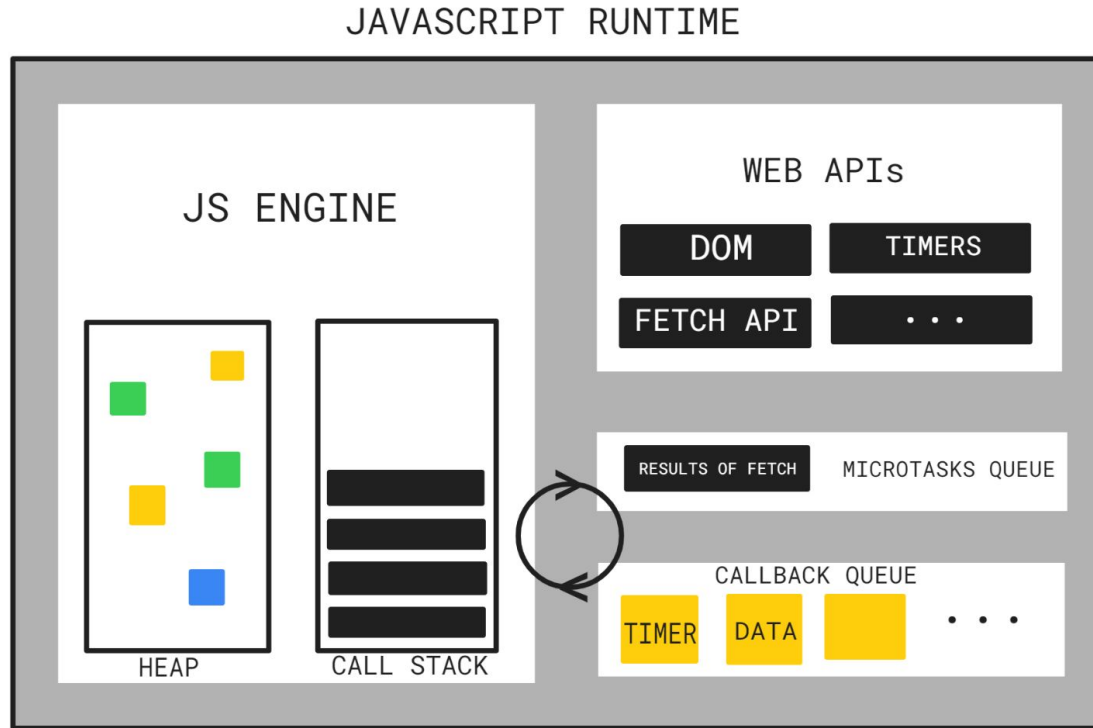 JAVASCRIPT RUNTIME
JS ENGINE
HEAP
CALL STACK
WEB APIs
DOM
TIMERS
FETCH API
...
RESULTS OF FETCH
MICROTASKS QUEUE
CALLBACK QUEUE
TIMER
DATA
...